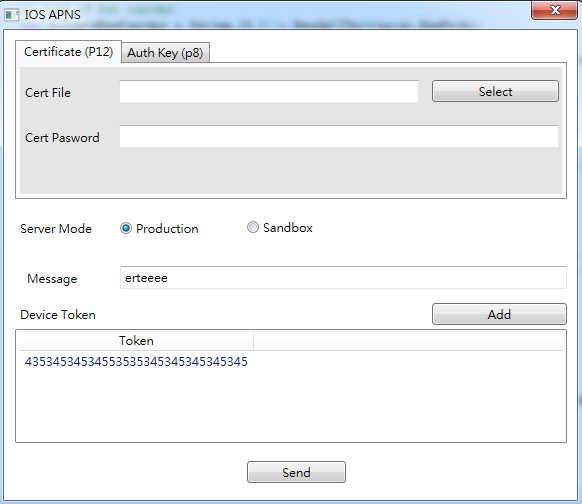 IOS APNS
Certificate (P12) Auth Key (p8)
Cert File Select
Cert Pasword
Server Mode Production Sandbox
Message erteeee
Device Token Add
Token
Send